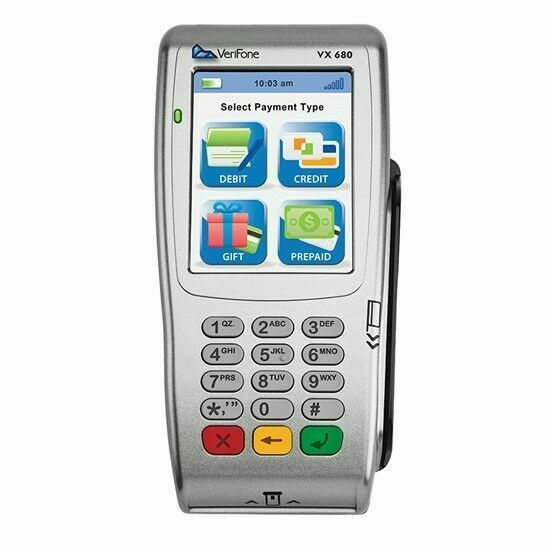 VeriFone VX 680
10:03 am
Select Payment Type
DEBIT CREDIT
GIFT PREPAID
1 QZ. 2 ABC 3 DEF
4 GHI 5 JKL 6 MNO
7 PRS 8 TUV 9 WXY
*,'" 0 #